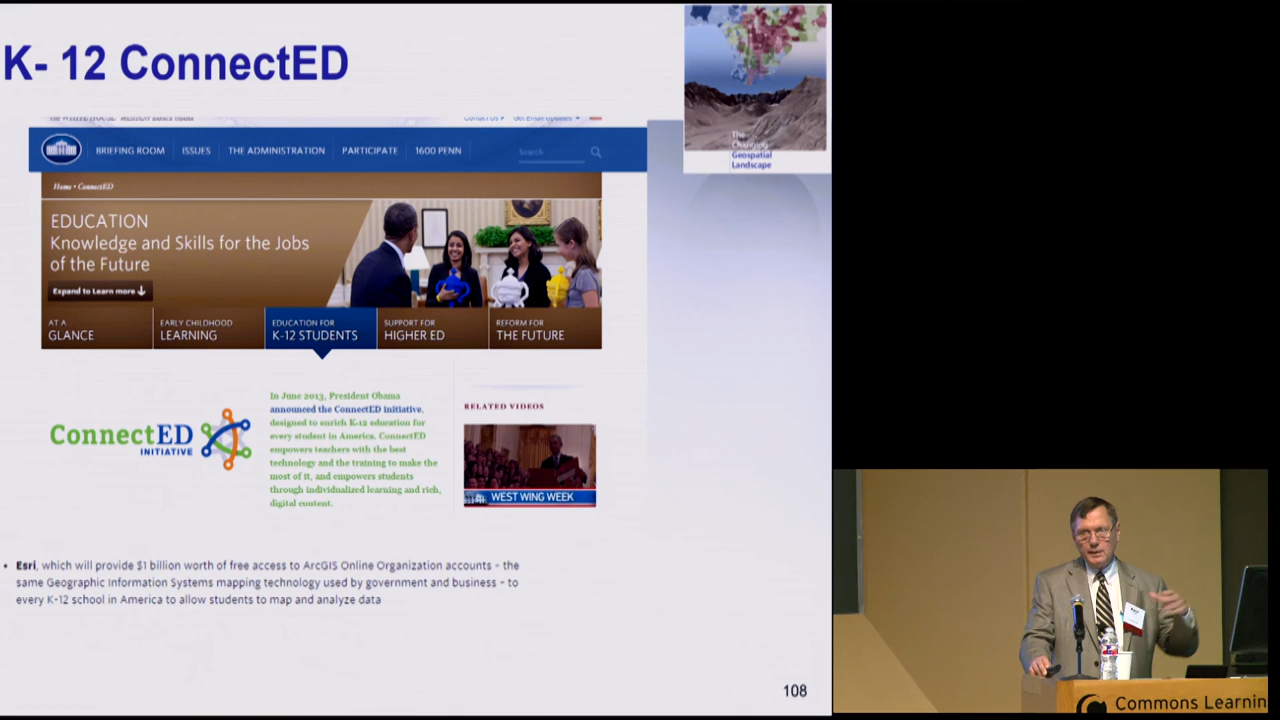 K- 12 ConnectED
The
Changing
Geospatial
Landscape
Contact Us
Get Email Updates
BRIEFING ROOM
ISSUES
THE ADMINISTRATION
PARTICIPATE
1600 PENN
Search
Home • ConnectED
EDUCATION
Knowledge and Skills for the Jobs
of the Future
Expand to Learn more
AT A
GLANCE
EARLY CHILDHOOD
LEARNING
EDUCATION FOR
K-12 STUDENTS
SUPPORT FOR
HIGHER ED
REFORM FOR
THE FUTURE
ConnectED
INITIATIVE
In June 2013, President Obama
announced the ConnectED initiative,
designed to enrich K-12 education for
every student in America. ConnectED
empowers teachers with the best
technology and the training to make the
most of it, and empowers students
through individualized learning and rich,
digital content.
RELATED VIDEOS
WEST WING WEEK
• Esri, which will provide $1 billion worth of free access to ArcGIS Online Organization accounts - the
same Geographic Information Systems mapping technology used by government and business - to
every K-12 school in America to allow students to map and analyze data
108
Commons Learnin